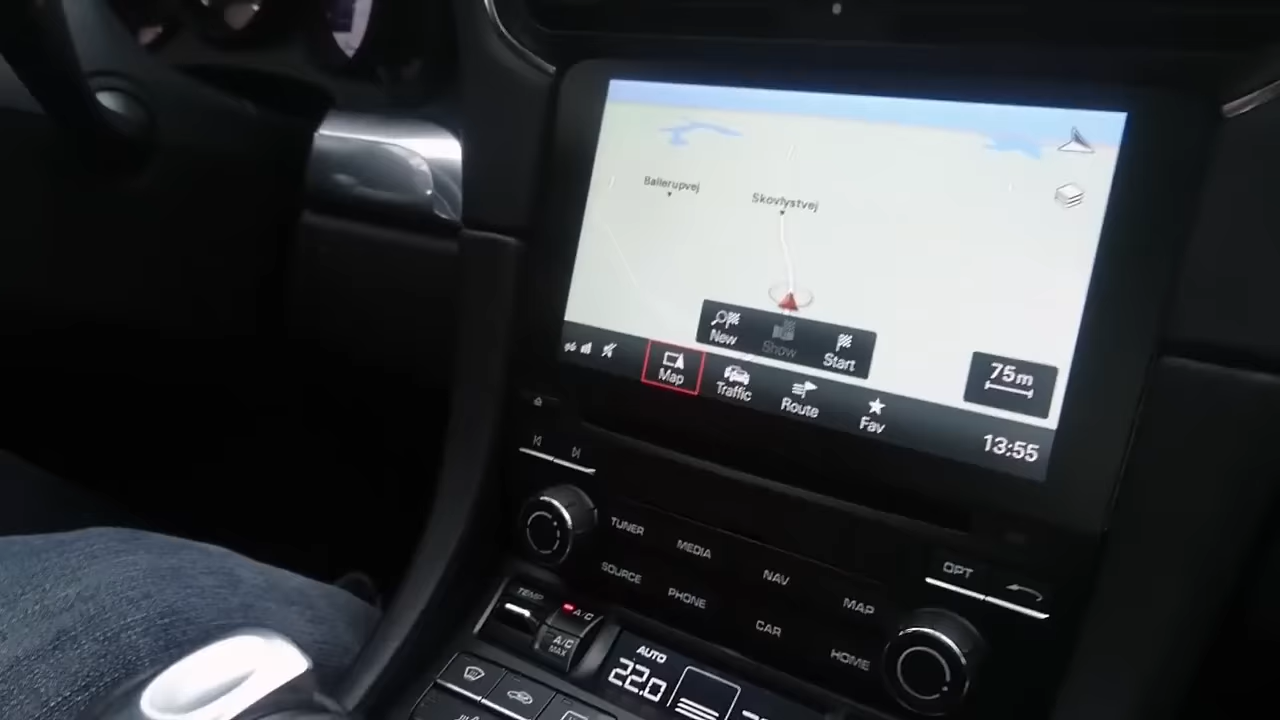 Ballerupvej
Skovlystvej
New
Show
Start
Map
Traffic
Route
Fav
75m
13:55
TUNER
MEDIA
NAV
MAP
SOURCE
PHONE
CAR
HOME
OPT
TEMP
A/C
A/C
MAX
AUTO
22.0